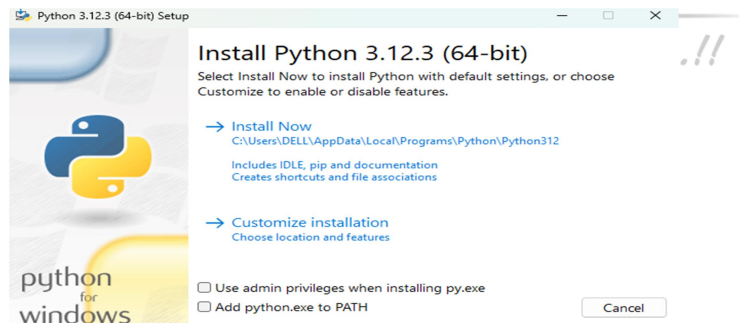 Python 3.12.3 (64-bit) Setup
.!!
Install Python 3.12.3 (64-bit)
Select Install Now to install Python with default settings, or choose
Customize to enable or disable features.
Install Now
C:\Users\DELL\AppData\Local\Programs\Python\Python312
Includes IDLE, pip and documentation
Creates shortcuts and file associations
Customize installation
Choose location and features
python
for
windows
Use admin privileges when installing py.exe
Add python.exe to PATH
Cancel